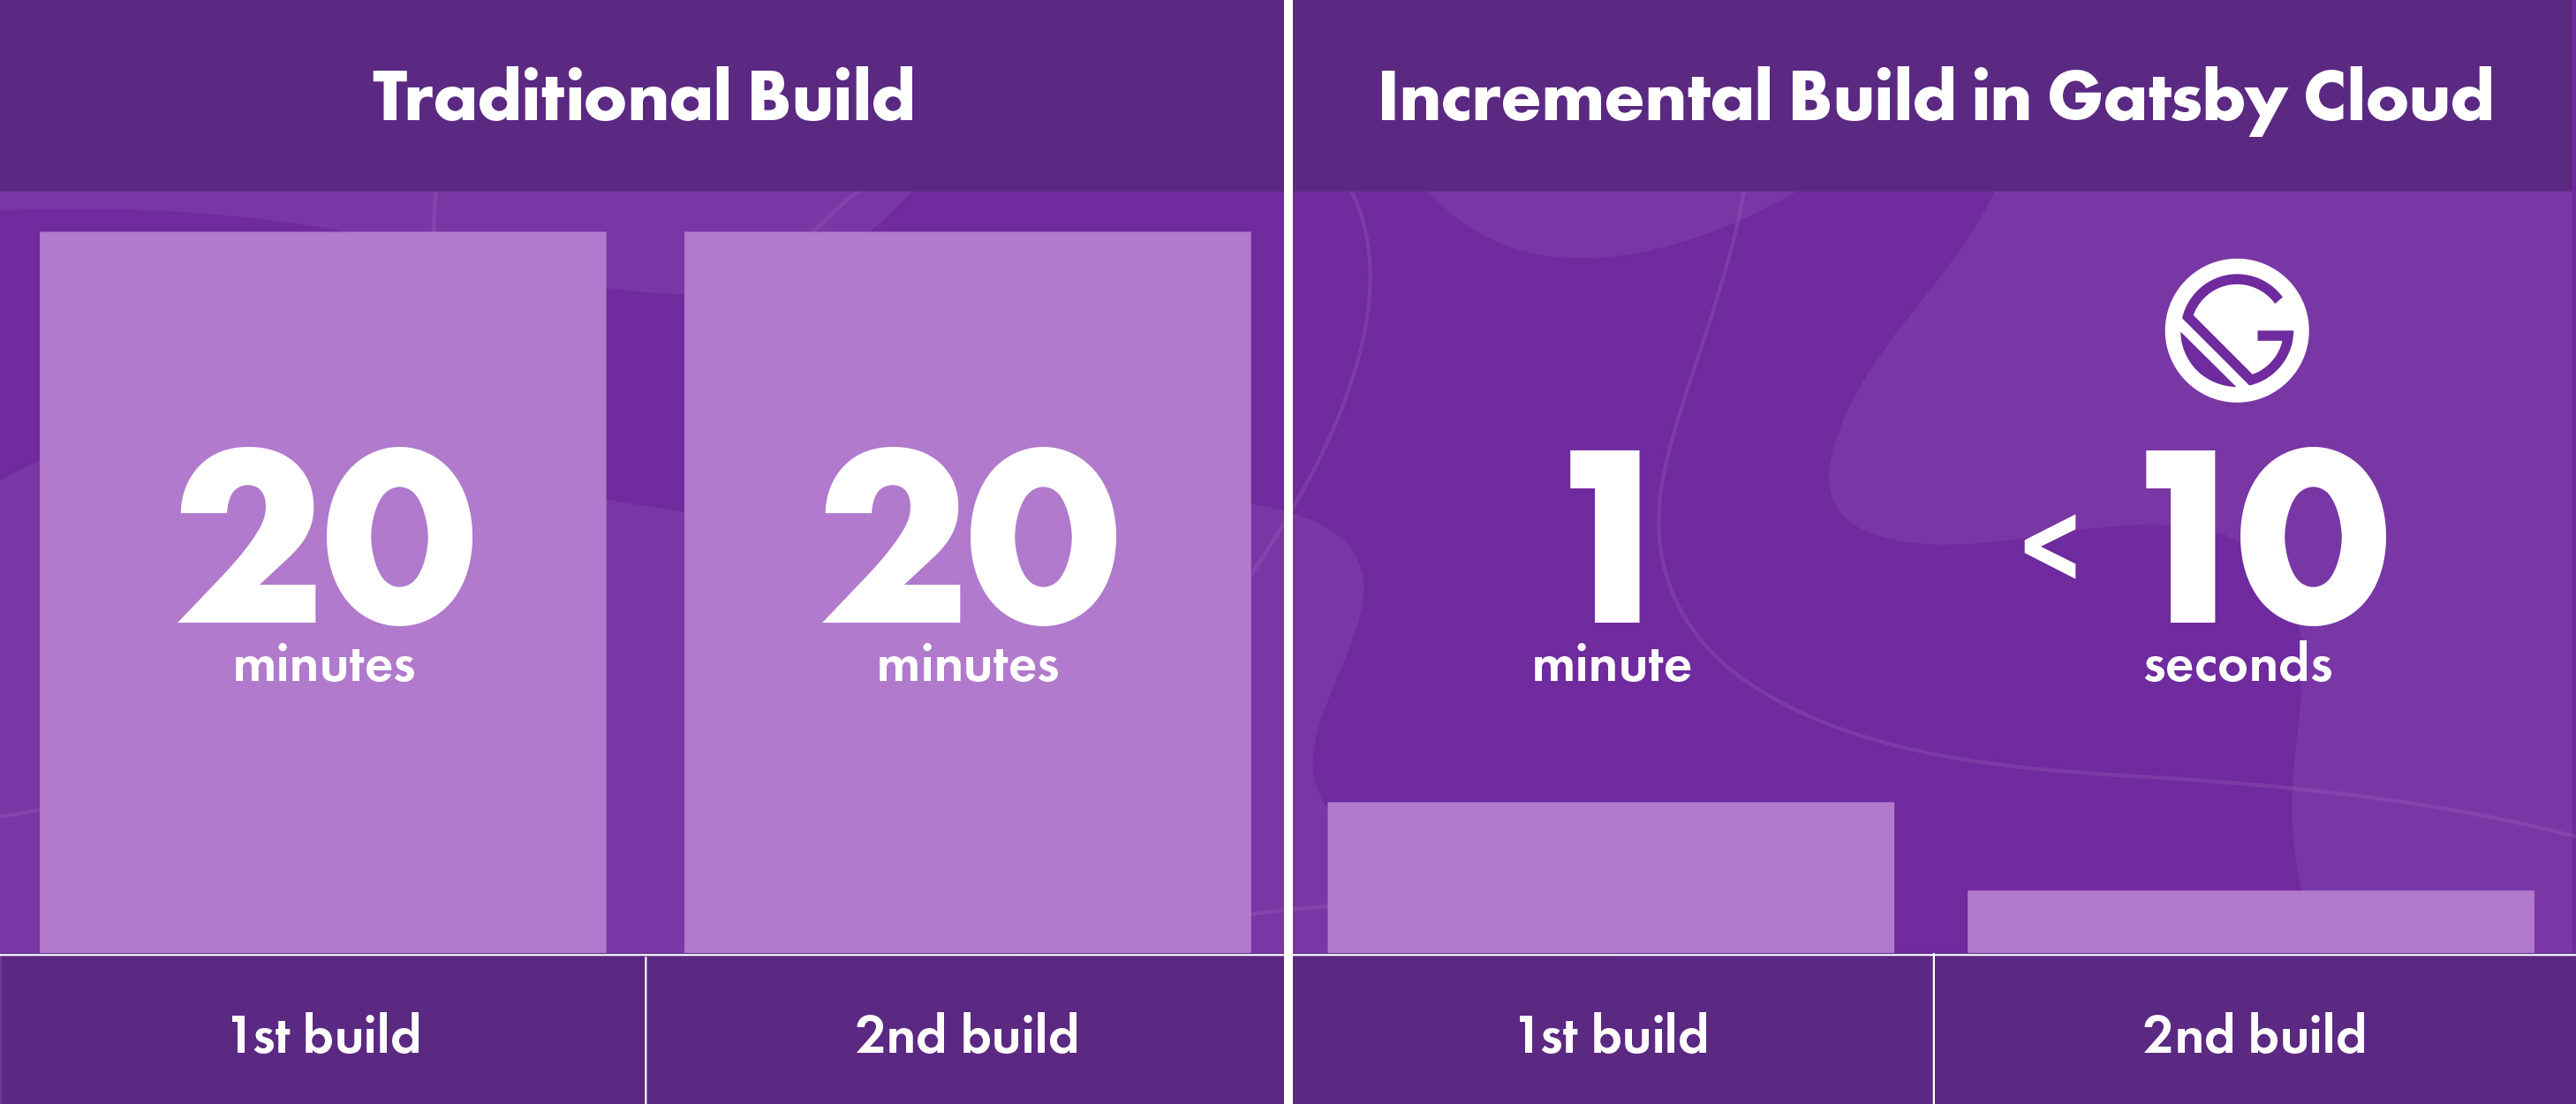 Traditional Build
20
minutes
20
minutes
1st build
2nd build
Incremental Build in Gatsby Cloud
1
minute
< 10
seconds
1st build
2nd build